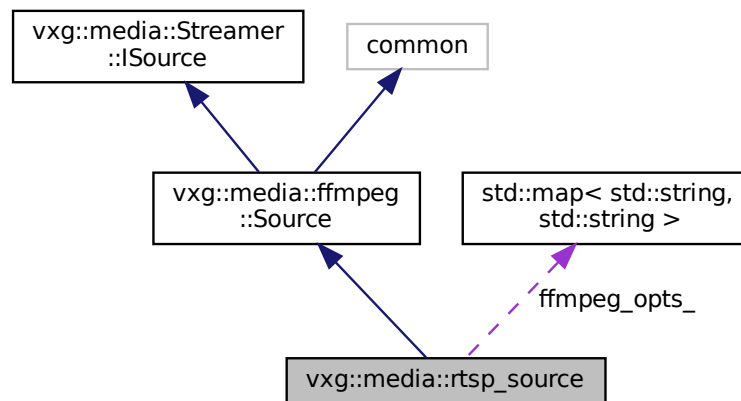 vxg::media::Streamer
::ISource
common
vxg::media::ffmpeg
::Source
std::map< std::string,
std::string >
ffmpeg_opts_
vxg::media::rtsp_source